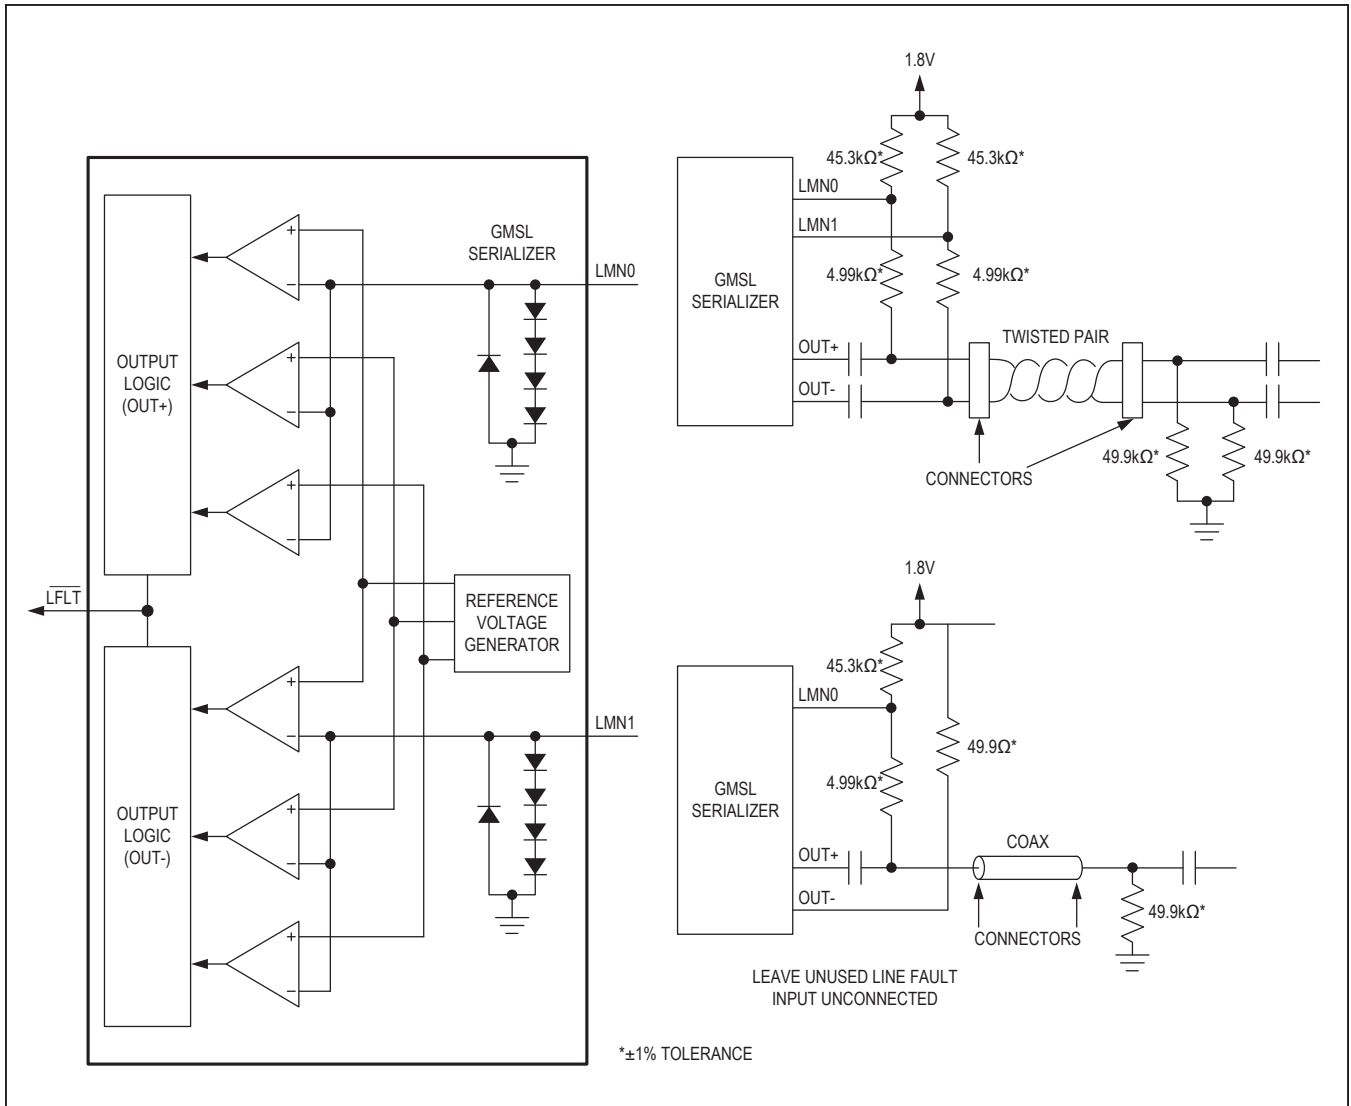 GMSL
SERIALIZER
LMN0
+
−
+
−
+
−
OUTPUT
LOGIC
(OUT+)
LFLT
REFERENCE
VOLTAGE
GENERATOR
LMN1
+
−
+
−
+
−
OUTPUT
LOGIC
(OUT-)
1.8V
45.3kΩ*
45.3kΩ*
LMN0
LMN1
4.99kΩ*
4.99kΩ*
GMSL
SERIALIZER
OUT+
OUT-
TWISTED PAIR
CONNECTORS
49.9kΩ*
49.9kΩ*
1.8V
45.3kΩ*
LMN0
49.9Ω*
4.99kΩ*
GMSL
SERIALIZER
OUT+
OUT-
COAX
CONNECTORS
49.9kΩ*
LEAVE UNUSED LINE FAULT
INPUT UNCONNECTED
*±1% TOLERANCE